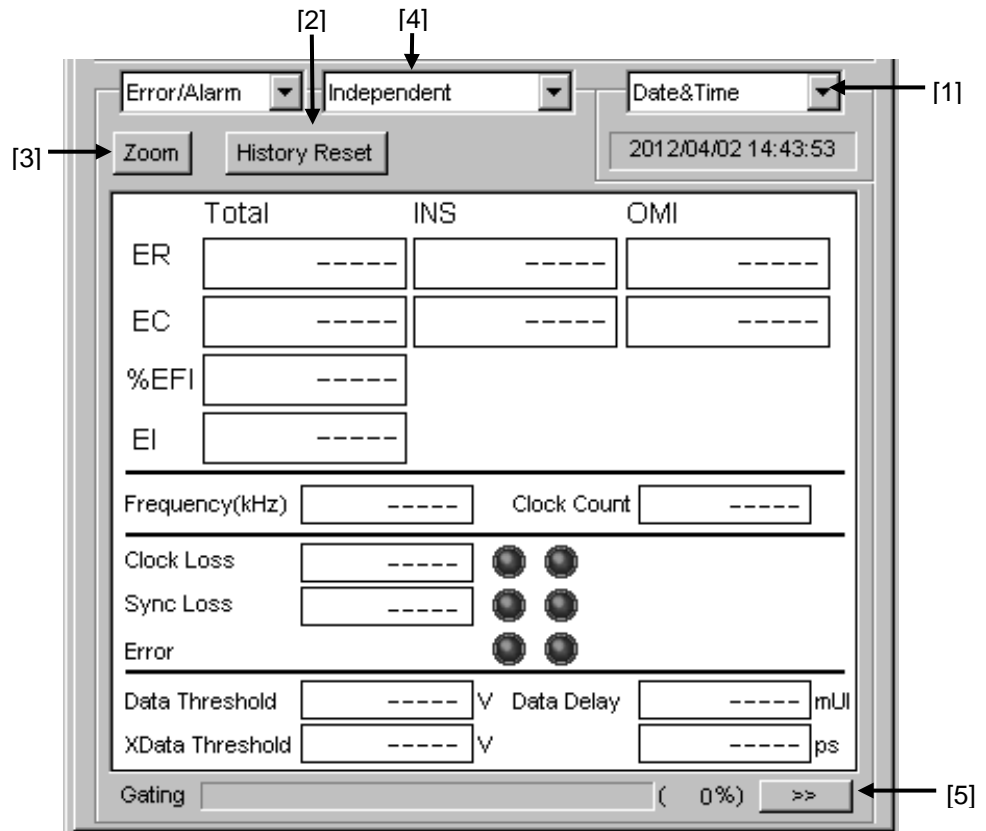 [2] [4]
Error/Alarm Independent Date&Time [1]
[3] Zoom History Reset 2012/04/02 14:43:53
Total INS OMI
ER ----- ----- -----
EC ----- ----- -----
%EFI -----
EI -----
Frequency(kHz) ----- Clock Count -----
Clock Loss -----
Sync Loss -----
Error
Data Threshold ----- V Data Delay ----- mUI
XData Threshold ----- V ----- ps
Gating ( 0%) >> [5]